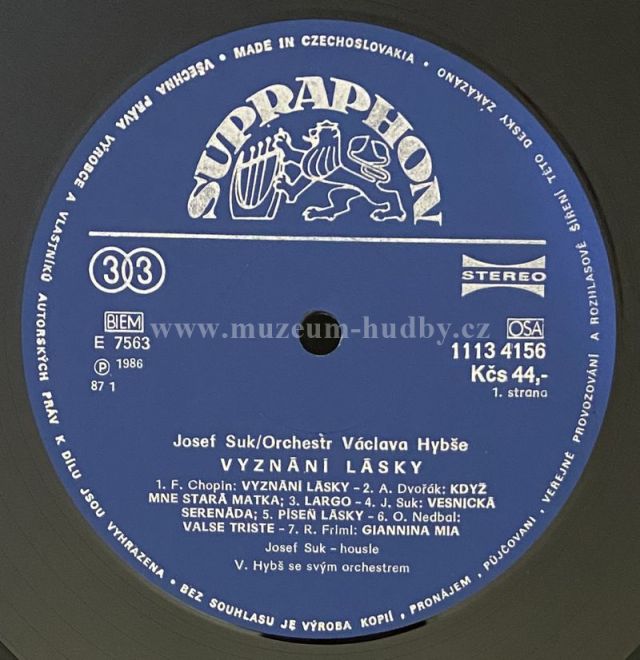 VŠECHNA PRÁVA VÝROBCE A VLASTNÍKŮ AUTORSKÝCH PRÁV K DÍLU JSOU VYHRAZENA • BEZ SOUHLASU JE VÝROBA KOPIÍ, PRONÁJEM, PŮJČOVANÍ, VEŘEJNÉ PROVOZOVÁNÍ A ROZHLASOVÉ ŠÍŘENÍ TÉTO DESKY ZAKÁZÁNO • MADE IN CZECHOSLOVAKIA •
SUPRAPHON
33
STEREO
BIEM
OSA
www.muzeum-hudby.cz
E 7563
1113 4156
℗ 1986
Kčs 44,-
87 1
1. strana
Josef Suk/Orchestr Václava Hybše
VYZNÁNÍ LÁSKY
1. F. Chopin: VYZNÁNÍ LÁSKY – 2. A. Dvořák: KDYŽ
MNE STARÁ MATKA; 3. LARGO – 4. J. Suk: VESNICKÁ
SERENÁDA; 5. PÍSEŇ LÁSKY – 6. O. Nedbal:
VALSE TRISTE – 7. R. Friml: GIANNINA MIA
Josef Suk – housle
V. Hybš se svým orchestrem